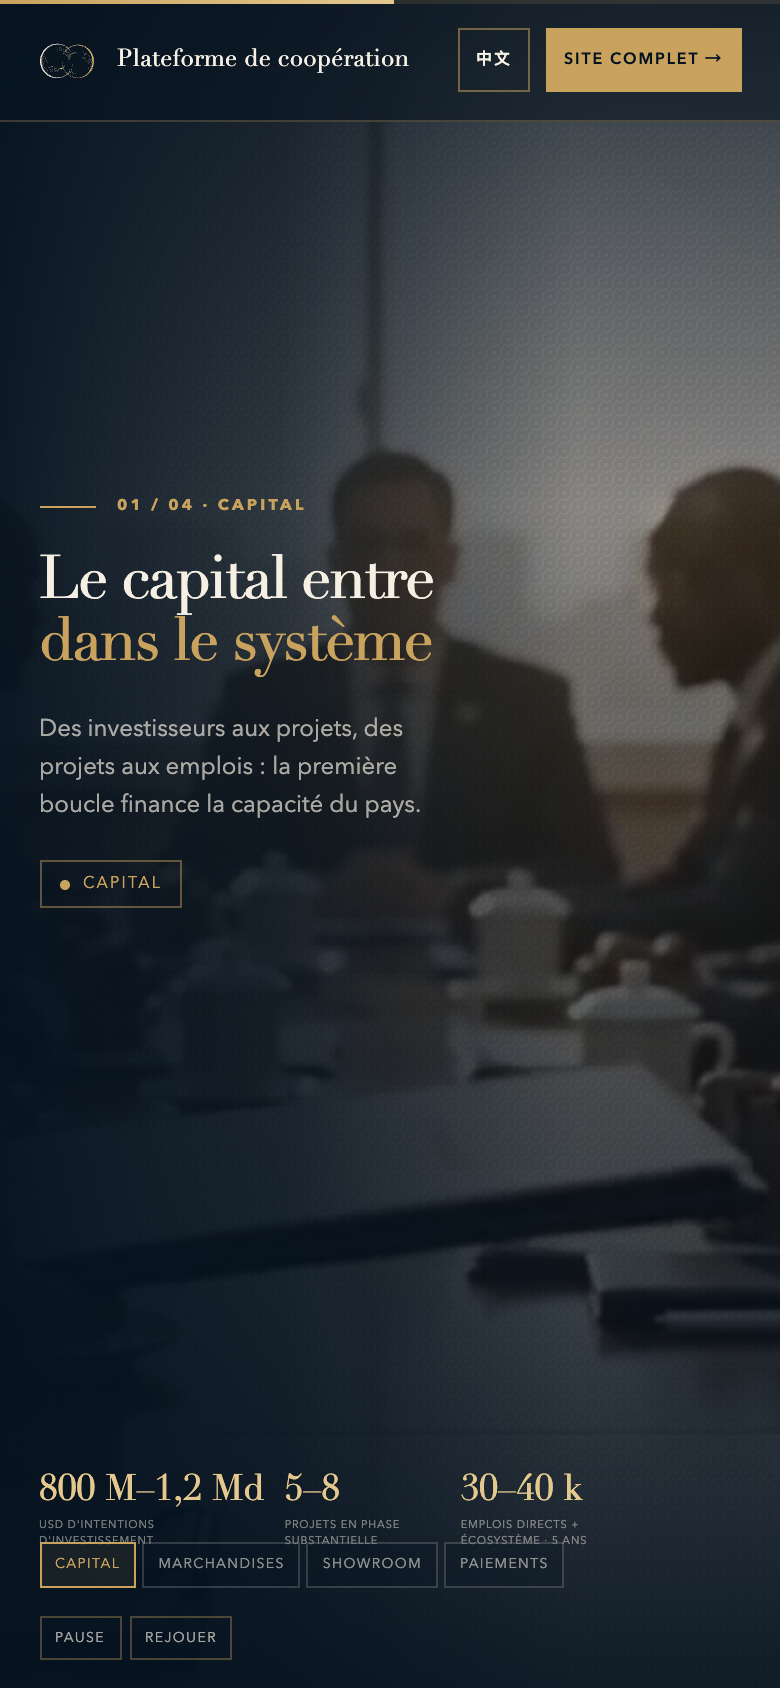 Plateforme de coopération
中文
SITE COMPLET →
01 / 04 · CAPITAL
Le capital entre
dans le système
Des investisseurs aux projets, des
projets aux emplois : la première
boucle finance la capacité du pays.
CAPITAL
800 M–1,2 Md
USD D'INTENTIONS
D'INVESTISSEMENT
5–8
PROJETS EN PHASE
SUBSTANTIELLE
30–40 k
EMPLOIS DIRECTS +
ÉCOSYSTÈME · 5 ANS
CAPITAL
MARCHANDISES
SHOWROOM
PAIEMENTS
PAUSE
REJOUER